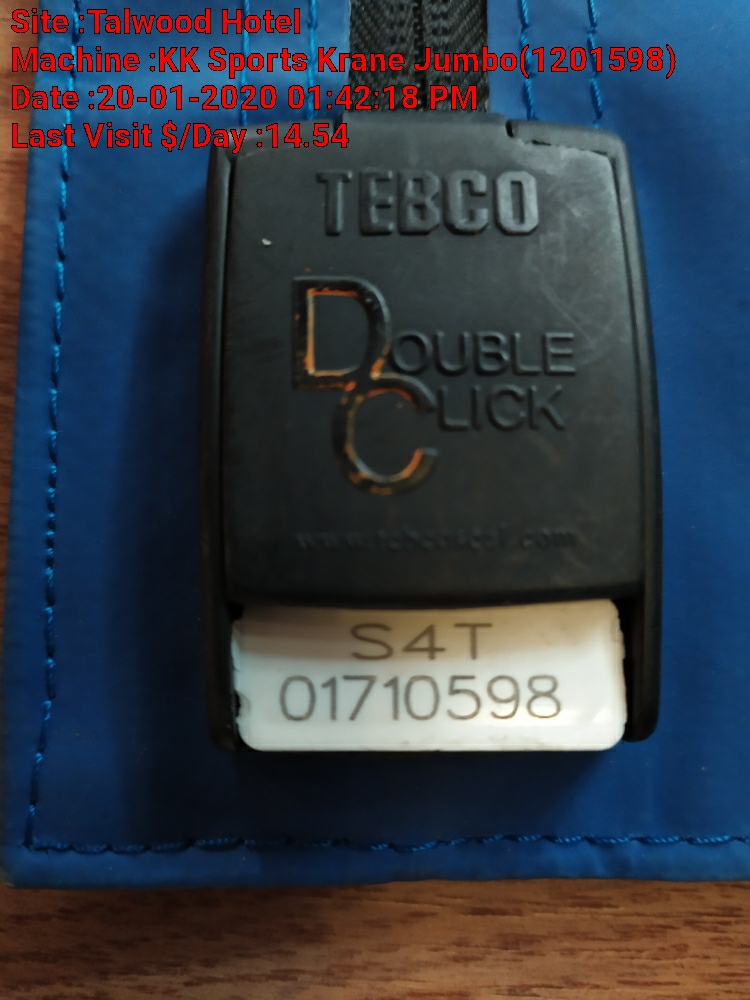 Site :Talwood Hotel
Machine :KK Sports Krane Jumbo(1201598)
Date :20-01-2020 01:42:18 PM
Last Visit $/Day :14.54
TEBCO
DOUBLE
CLICK
S4T
01710598